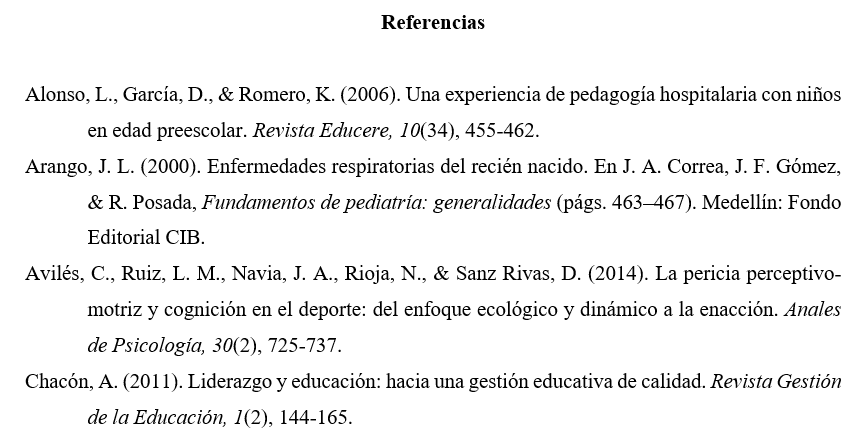 Referencias
Alonso, L., García, D., & Romero, K. (2006). Una experiencia de pedagogía hospitalaria con niños
en edad preescolar. Revista Educere, 10(34), 455-462.
Arango, J. L. (2000). Enfermedades respiratorias del recién nacido. En J. A. Correa, J. F. Gómez,
& R. Posada, Fundamentos de pediatría: generalidades (págs. 463–467). Medellín: Fondo
Editorial CIB.
Avilés, C., Ruiz, L. M., Navia, J. A., Rioja, N., & Sanz Rivas, D. (2014). La pericia perceptivo-
motriz y cognición en el deporte: del enfoque ecológico y dinámico a la enacción. Anales
de Psicología, 30(2), 725-737.
Chacón, A. (2011). Liderazgo y educación: hacia una gestión educativa de calidad. Revista Gestión
de la Educación, 1(2), 144-165.